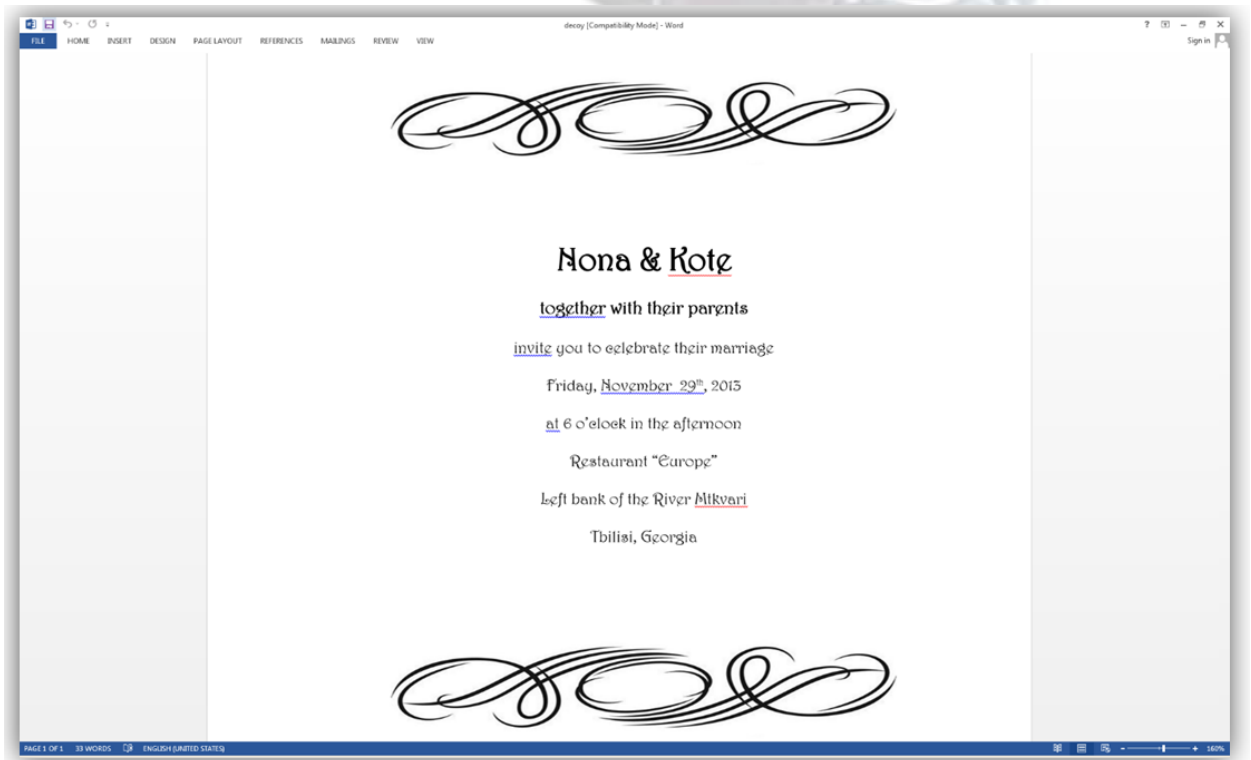 decoy [Compatibility Mode] - Word
?
FILE HOME INSERT DESIGN PAGE LAYOUT REFERENCES MAILINGS REVIEW VIEW
Sign in
Nona & Kote
together with their parents
invite you to celebrate their marriage
Friday, November 29th, 2013
at 6 o'clock in the afternoon
Restaurant “Europe”
Left bank of the River Mtkvari
Tbilisi, Georgia
PAGE 1 OF 1 33 WORDS ENGLISH (UNITED STATES) 160%